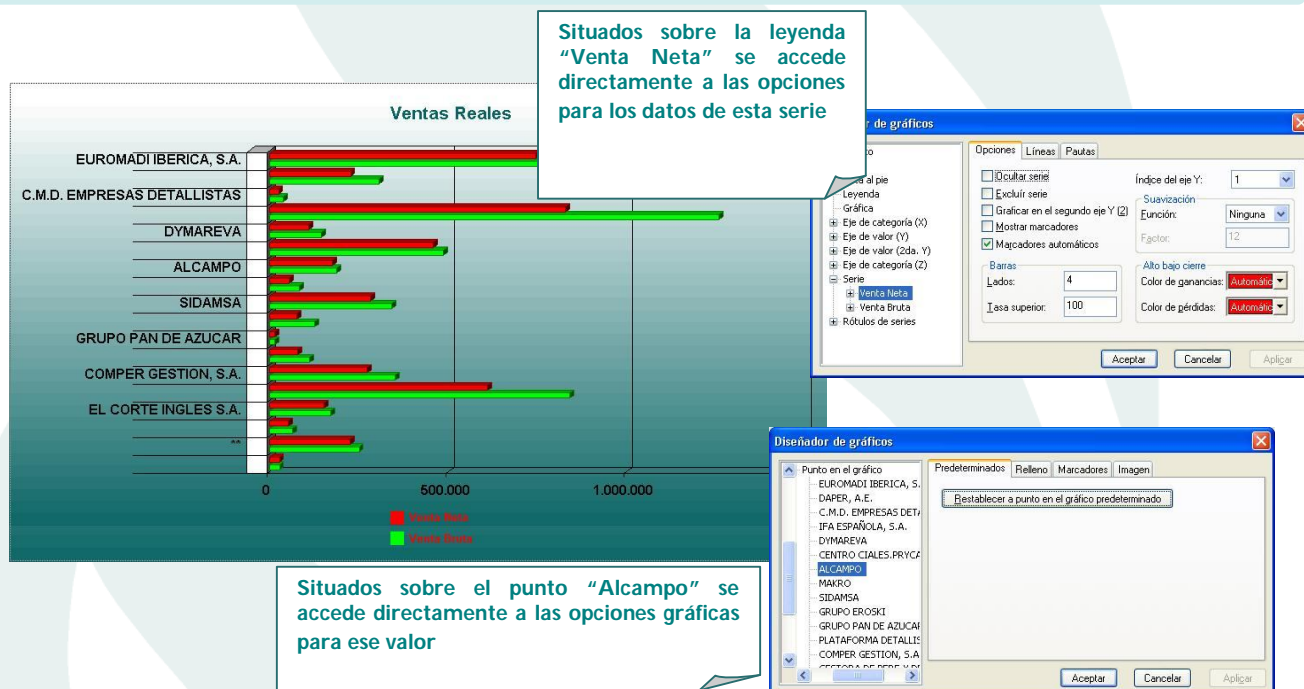 Situados sobre la leyenda
“Venta Neta” se accede
directamente a las opciones
para los datos de esta serie
Ventas Reales
EUROMADI IBERICA, S.A.
C.M.D. EMPRESAS DETALLISTAS
DYMAREVA
ALCAMPO
SIDAMSA
GRUPO PAN DE AZUCAR
COMPER GESTION, S.A.
EL CORTE INGLES S.A.
**
0 500.000 1.000.000
Venta Neta
Venta Bruta
de gráficos
Opciones Líneas Pautas
al pie
Leyenda
Gráfica
Eje de categoría (X)
Eje de valor (Y)
Eje de valor (2da. Y)
Eje de categoría (Z)
Serie
Venta Neta
Venta Bruta
Rótulos de series
Ocultar serie
Excluír serie
Graficar en el segundo eje Y (2)
Mostrar marcadores
Marcadores automáticos
Índice del eje Y: 1
Suavización
Función: Ninguna
Factor: 12
Barras
Lados: 4
Tasa superior: 100
Alto bajo cierre
Color de ganancias: Automátic
Color de pérdidas: Automátic
Aceptar Cancelar Aplicar
Situados sobre el punto “Alcampo” se
accede directamente a las opciones gráficas
para ese valor
Diseñador de gráficos
Punto en el gráfico
EUROMADI IBERICA, S.
DAPER, A.E.
C.M.D. EMPRESAS DETA
IFA ESPAÑOLA, S.A.
DYMAREVA
CENTRO CIALES.PRYCA
ALCAMPO
MAKRO
SIDAMSA
GRUPO EROSKI
GRUPO PAN DE AZUCAR
PLATAFORMA DETALLIS
COMPER GESTION, S.A
Predeterminados Relleno Marcadores Imagen
Restablecer a punto en el gráfico predeterminado
Aceptar Cancelar Aplicar